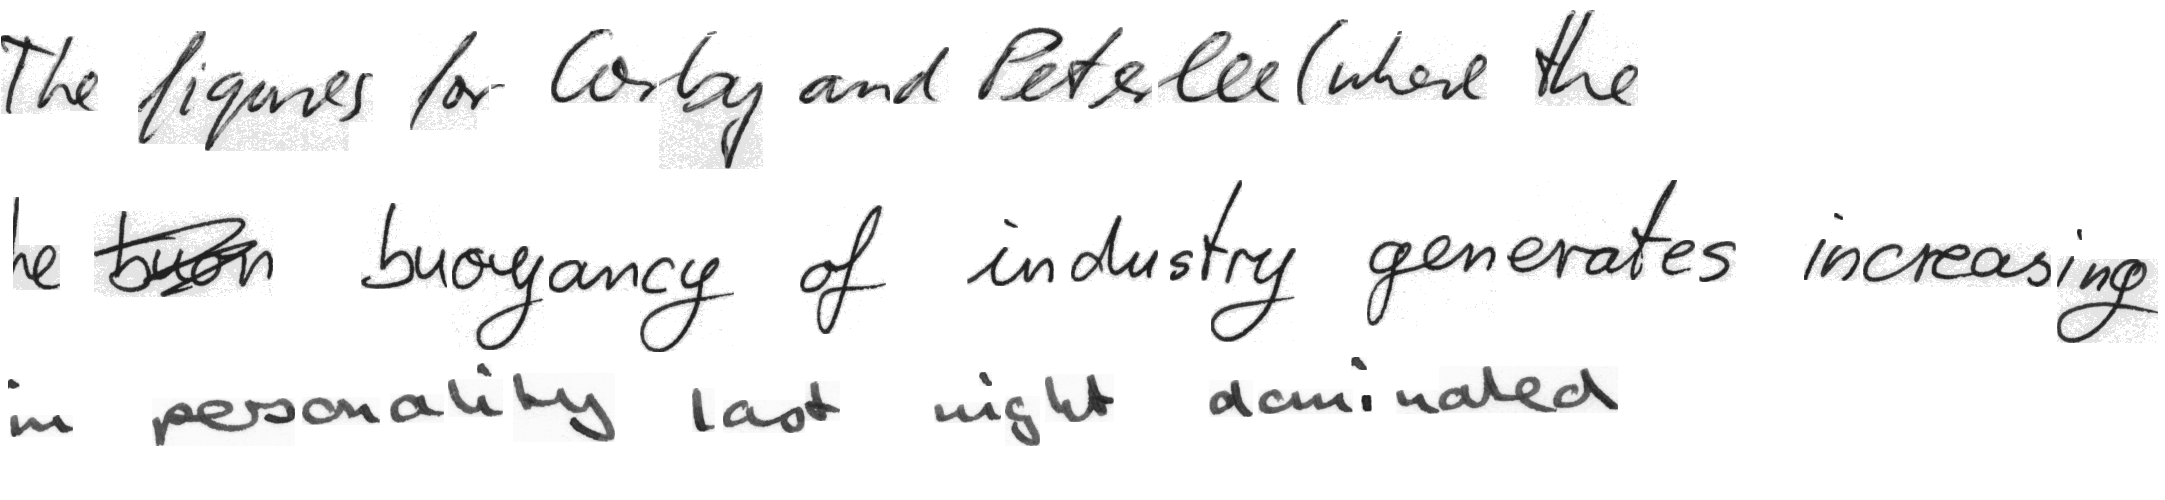 The figures for Corby and Peterlee (where the
he buoyancy of industry generates increasing
in personality last night dominated